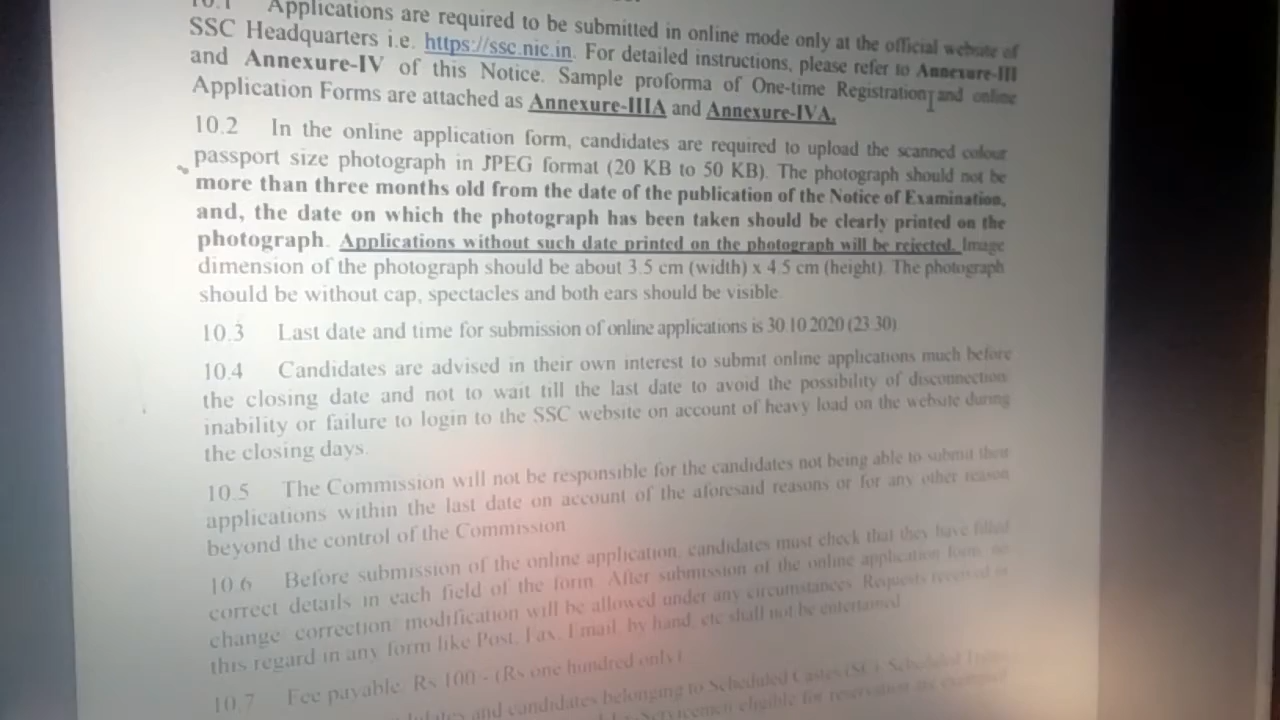 10.1 Applications are required to be submitted in online mode only at the official website of
SSC Headquarters i.e. https://ssc.nic.in. For detailed instructions, please refer to Annexure-III
and Annexure-IV of this Notice. Sample proforma of One-time Registration and online
Application Forms are attached as Annexure-IIIA and Annexure-IVA.
10.2 In the online application form, candidates are required to upload the scanned colour
passport size photograph in JPEG format (20 KB to 50 KB). The photograph should not be
more than three months old from the date of the publication of the Notice of Examination,
and, the date on which the photograph has been taken should be clearly printed on the
photograph. Applications without such date printed on the photograph will be rejected. Image
dimension of the photograph should be about 3.5 cm (width) x 4.5 cm (height). The photograph
should be without cap, spectacles and both ears should be visible.
10.3 Last date and time for submission of online applications is 30.10.2020 (23.30).
10.4 Candidates are advised in their own interest to submit online applications much before
the closing date and not to wait till the last date to avoid the possibility of disconnection/
inability or failure to login to the SSC website on account of heavy load on the website during
the closing days.
10.5 The Commission will not be responsible for the candidates not being able to submit their
applications within the last date on account of the aforesaid reasons or for any other reason
beyond the control of the Commission.
10.6 Before submission of the online application, candidates must check that they have filled
correct details in each field of the form. After submission of the online application form, no
change/ correction/ modification will be allowed under any circumstances. Requests received in
this regard in any form like Post, Fax, Email, by hand, etc shall not be entertained.
10.7 Fee payable: Rs 100/- (Rs one hundred only).
and candidates belonging to Scheduled Castes (SC), Scheduled
Servicemen eligible for reservation are exempted